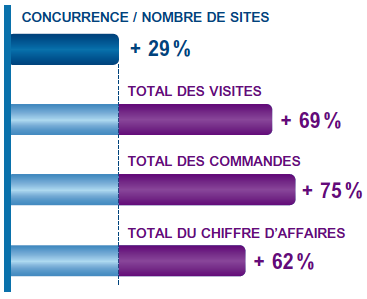 CONCURRENCE / NOMBRE DE SITES
+ 29 %
TOTAL DES VISITES
+ 69 %
TOTAL DES COMMANDES
+ 75 %
TOTAL DU CHIFFRE D'AFFAIRES
+ 62 %